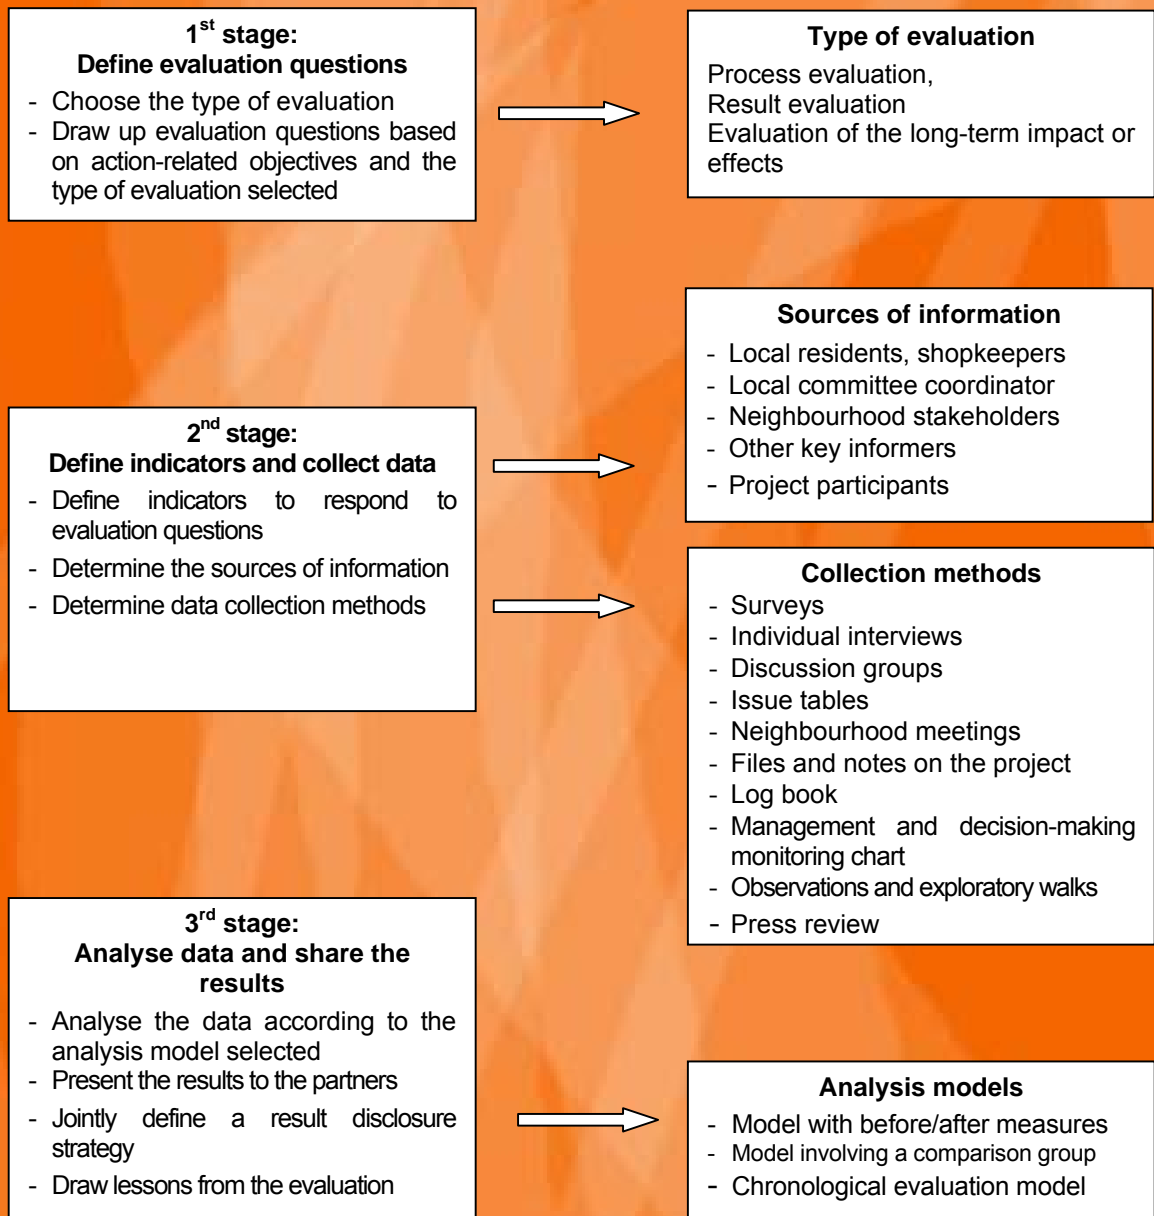 1st stage:
Define evaluation questions
- Choose the type of evaluation
- Draw up evaluation questions based
on action-related objectives and the
type of evaluation selected
Type of evaluation
Process evaluation,
Result evaluation
Evaluation of the long-term impact or
effects
2nd stage:
Define indicators and collect data
- Define indicators to respond to
evaluation questions
- Determine the sources of information
- Determine data collection methods
Sources of information
- Local residents, shopkeepers
- Local committee coordinator
- Neighbourhood stakeholders
- Other key informers
- Project participants
Collection methods
- Surveys
- Individual interviews
- Discussion groups
- Issue tables
- Neighbourhood meetings
- Files and notes on the project
- Log book
- Management and decision-making
monitoring chart
- Observations and exploratory walks
- Press review
3rd stage:
Analyse data and share the
results
- Analyse the data according to the
analysis model selected
- Present the results to the partners
- Jointly define a result disclosure
strategy
- Draw lessons from the evaluation
Analysis models
- Model with before/after measures
- Model involving a comparison group
- Chronological evaluation model